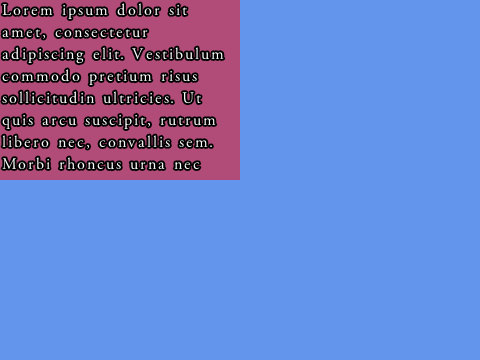 Lorem ipsum dolor sit
amet, consectetur
adipiscing elit. Vestibulum
commodo pretium risus
sollicitudin ultricies. Ut
quis arcu suscipit, rutrum
libero nec, convallis sem.
Morbi rhoncus urna nec